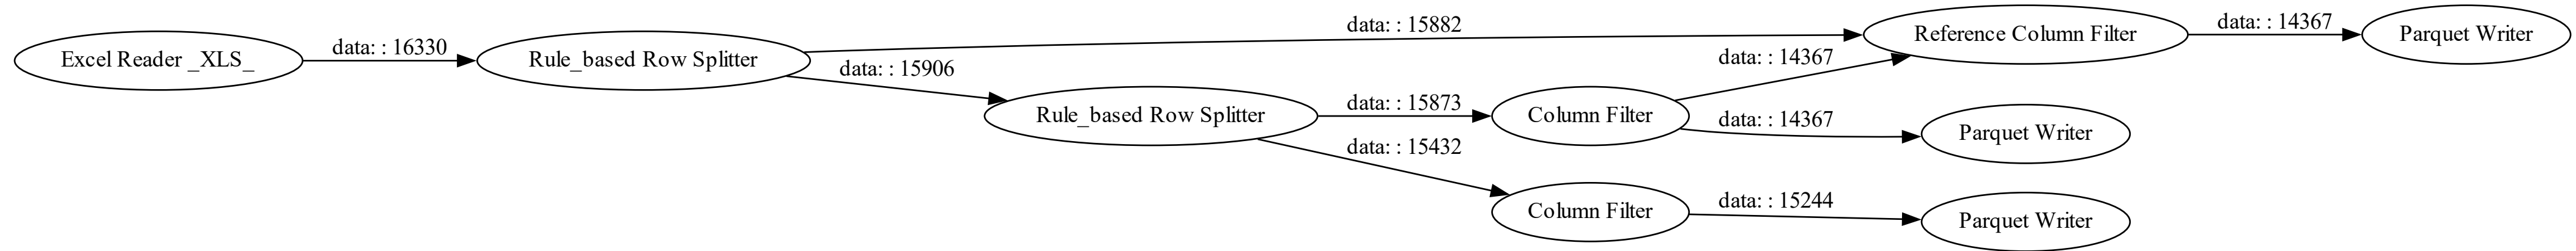 data: : 15882
data: : 14367
Reference Column Filter
Parquet Writer
data: : 16330
Excel Reader _XLS_
Rule_based Row Splitter
data: : 15906
data: : 14367
data: : 15873
Rule_based Row Splitter
Column Filter
data: : 14367
Parquet Writer
data: : 15432
data: : 15244
Column Filter
Parquet Writer